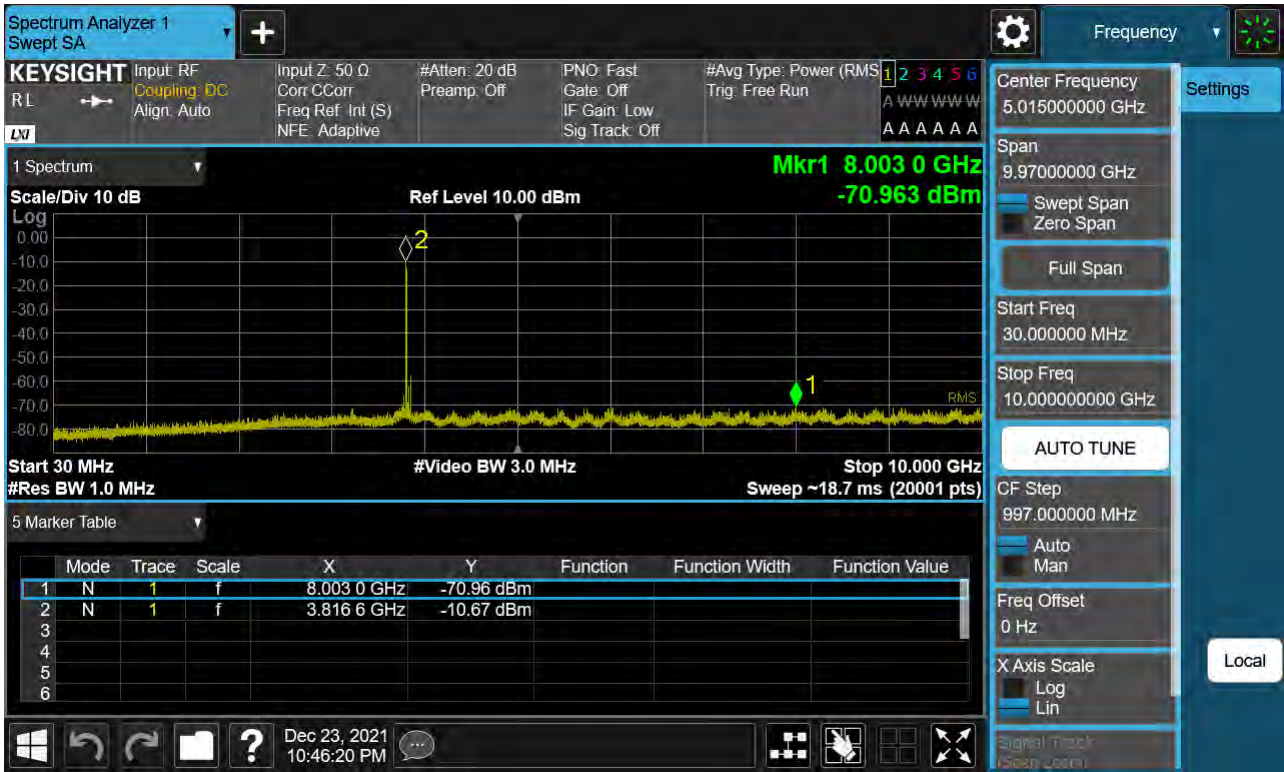 Spectrum Analyzer 1
Swept SA
+
Frequency
KEYSIGHT
RL
LXI
Input: RF
Coupling: DC
Align: Auto
Input Z: 50 Ω
Corr CCorr
Freq Ref: Int (S)
NFE: Adaptive
#Atten: 20 dB
Preamp: Off
PNO: Fast
Gate: Off
IF Gain: Low
Sig Track: Off
#Avg Type: Power (RMS
Trig: Free Run
1 2 3 4 5 6
A W W W W W
A A A A A A
1 Spectrum
Mkr1 8.003 0 GHz
-70.963 dBm
Scale/Div 10 dB
Ref Level 10.00 dBm
Log
0.00
-10.0
-20.0
-30.0
-40.0
-50.0
-60.0
-70.0
-80.0
2
1
RMS
Start 30 MHz
#Video BW 3.0 MHz
Stop 10.000 GHz
#Res BW 1.0 MHz
Sweep ~18.7 ms (20001 pts)
5 Marker Table
Mode Trace Scale X Y Function Function Width Function Value
1 N 1 f 8.003 0 GHz -70.96 dBm
2 N 1 f 3.816 6 GHz -10.67 dBm
3
4
5
6
Center Frequency
5.015000000 GHz
Settings
Span
9.97000000 GHz
Swept Span
Zero Span
Full Span
Start Freq
30.000000 MHz
Stop Freq
10.000000000 GHz
AUTO TUNE
CF Step
997.000000 MHz
Auto
Man
Freq Offset
0 Hz
X Axis Scale
Log
Lin
Signal Track
(Span Zoom)
Local
?
Dec 23, 2021
10:46:20 PM